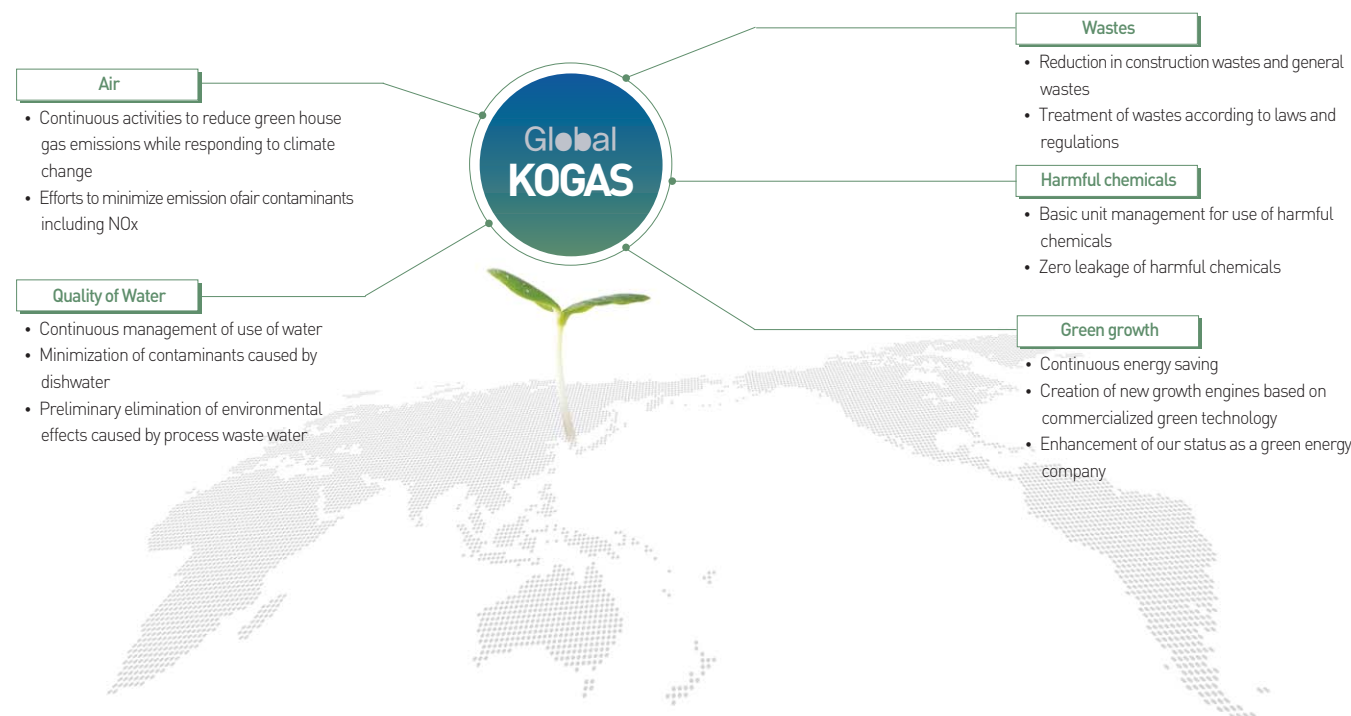 Global
KOGAS
Air
• Continuous activities to reduce green house
gas emissions while responding to climate
change
• Efforts to minimize emission ofair contaminants
including NOx
Quality of Water
• Continuous management of use of water
• Minimization of contaminants caused by
dishwater
• Preliminary elimination of environmental
effects caused by process waste water
Wastes
• Reduction in construction wastes and general
wastes
• Treatment of wastes according to laws and
regulations
Harmful chemicals
• Basic unit management for use of harmful
chemicals
• Zero leakage of harmful chemicals
Green growth
• Continuous energy saving
• Creation of new growth engines based on
commercialized green technology
• Enhancement of our status as a green energy
company